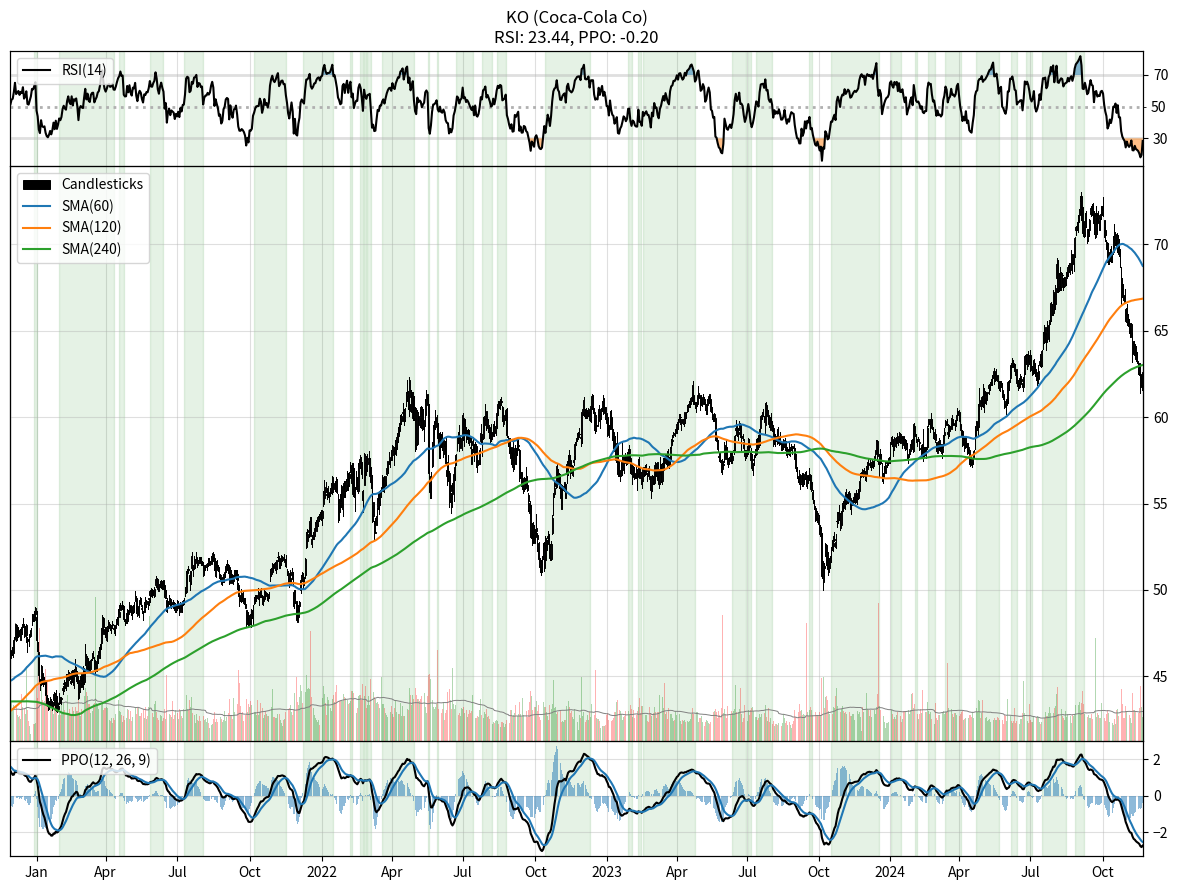 KO (Coca-Cola Co)
RSI: 23.44, PPO: -0.20
RSI(14)
70
50
30
Candlesticks
SMA(60)
SMA(120)
SMA(240)
70
65
60
55
50
45
PPO(12, 26, 9)
2
0
−2
Jan Apr Jul Oct 2022 Apr Jul Oct 2023 Apr Jul Oct 2024 Apr Jul Oct